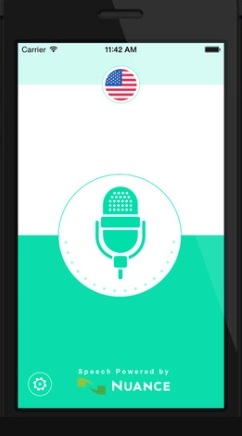 Carrier 11:42 AM
Speech Powered by
NUANCE